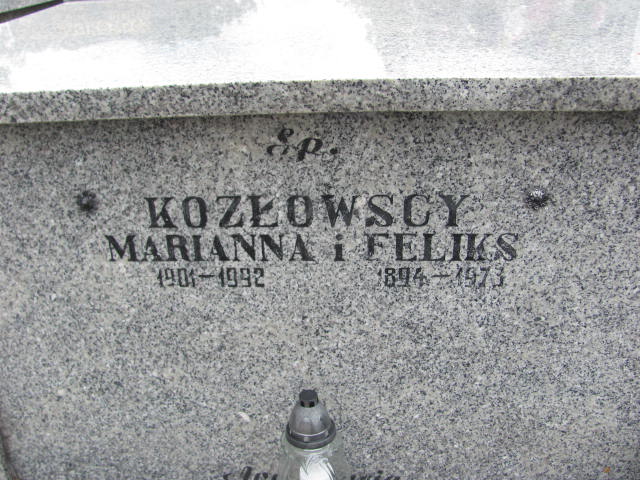 Śp.
KOZŁOWSCY
MARIANNA i FELIKS
1901-1992 1894-1973